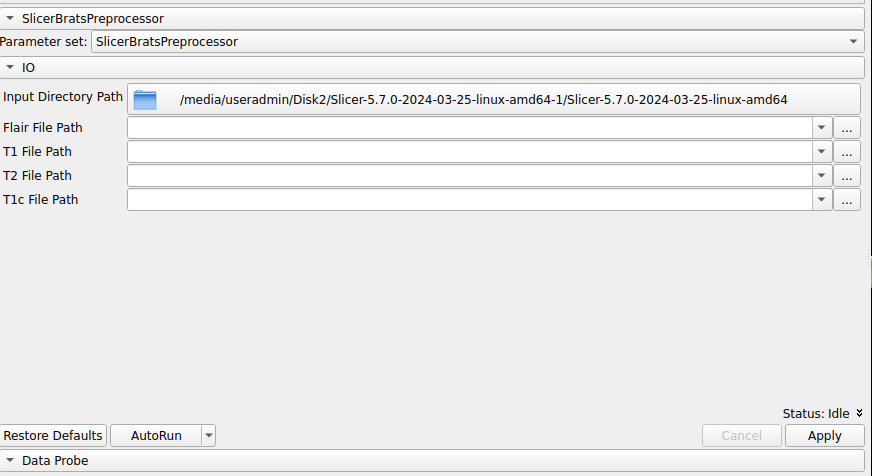 SlicerBratsPreprocessor
Parameter set: SlicerBratsPreprocessor
IO
Input Directory Path /media/useradmin/Disk2/Slicer-5.7.0-2024-03-25-linux-amd64-1/Slicer-5.7.0-2024-03-25-linux-amd64
Flair File Path ...
T1 File Path ...
T2 File Path ...
T1c File Path ...
Status: Idle
Restore Defaults AutoRun Cancel Apply
Data Probe